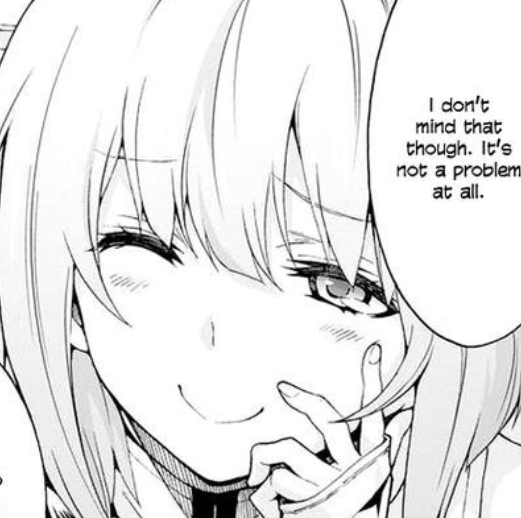 I don't
mind that
though. It's
not a problem
at all.